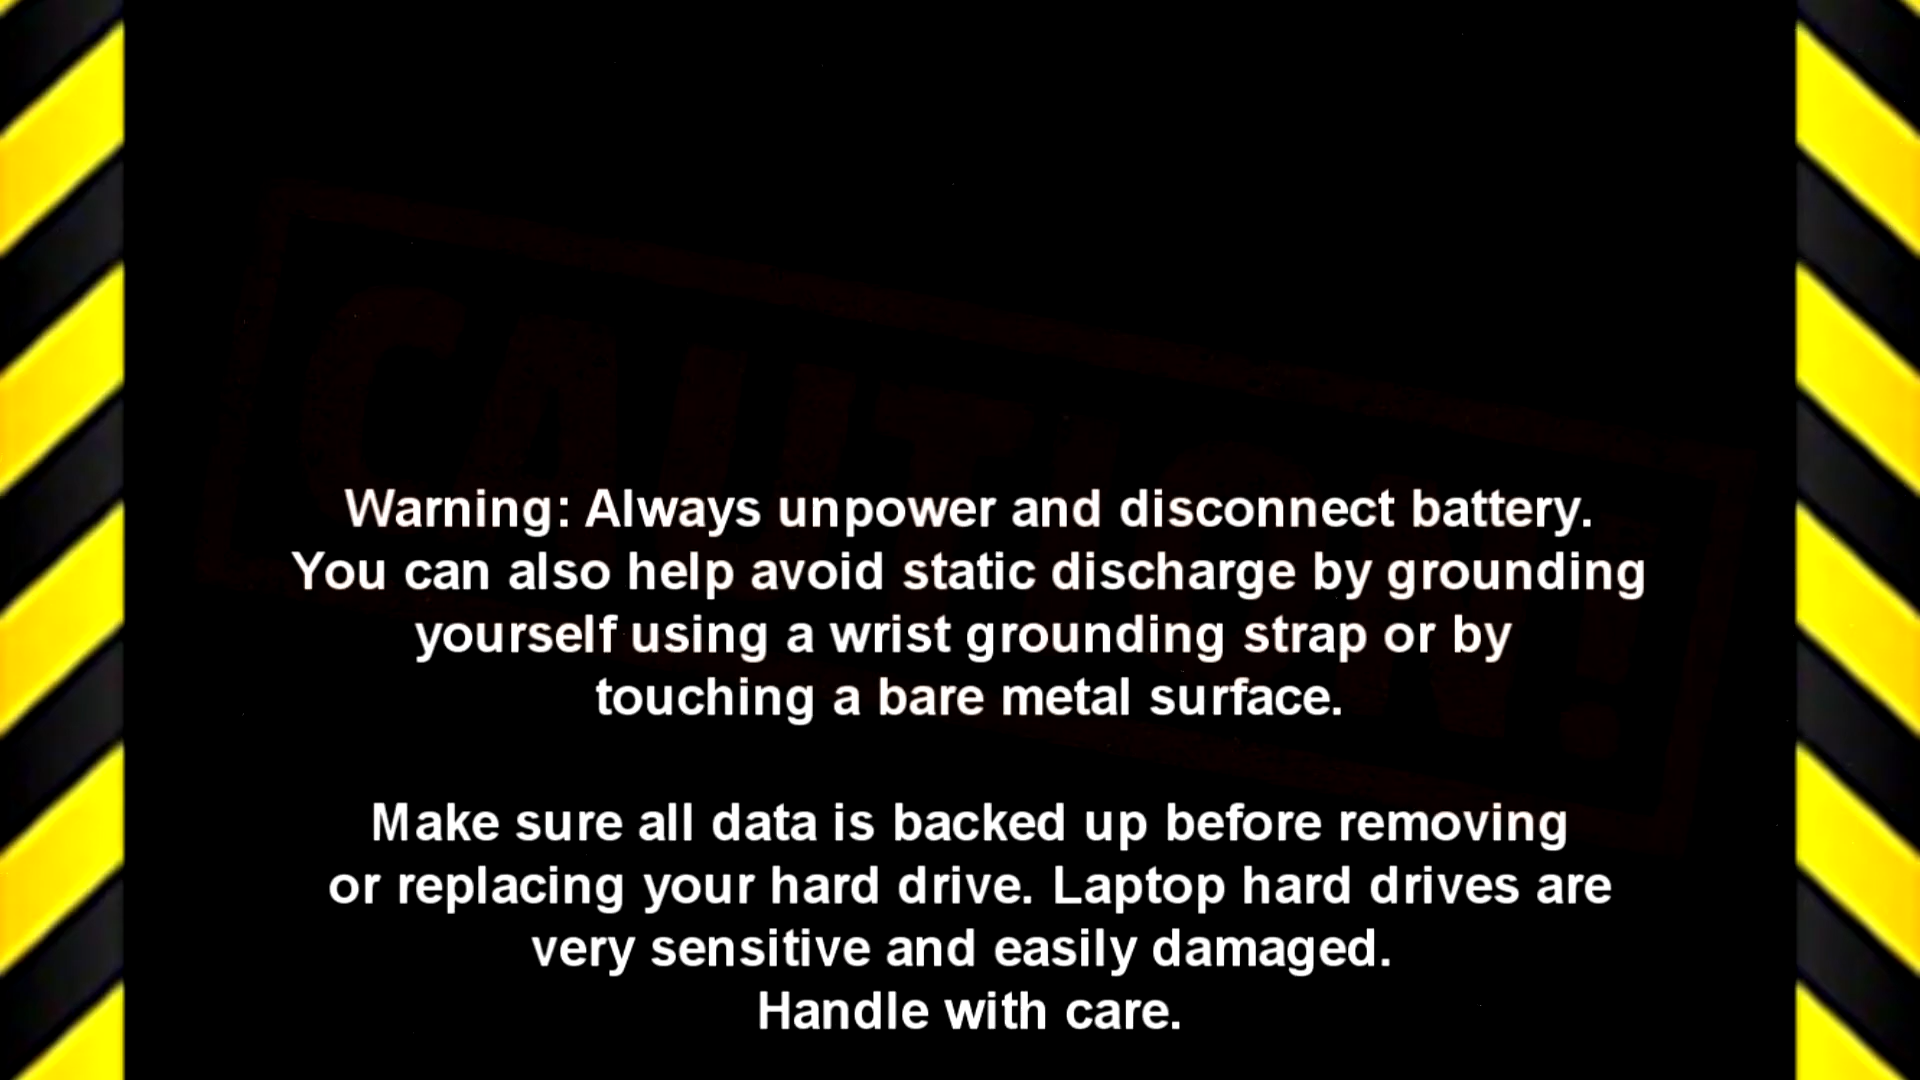 CAUTION!
Warning: Always unpower and disconnect battery.
You can also help avoid static discharge by grounding
yourself using a wrist grounding strap or by
touching a bare metal surface.
Make sure all data is backed up before removing
or replacing your hard drive. Laptop hard drives are
very sensitive and easily damaged.
Handle with care.